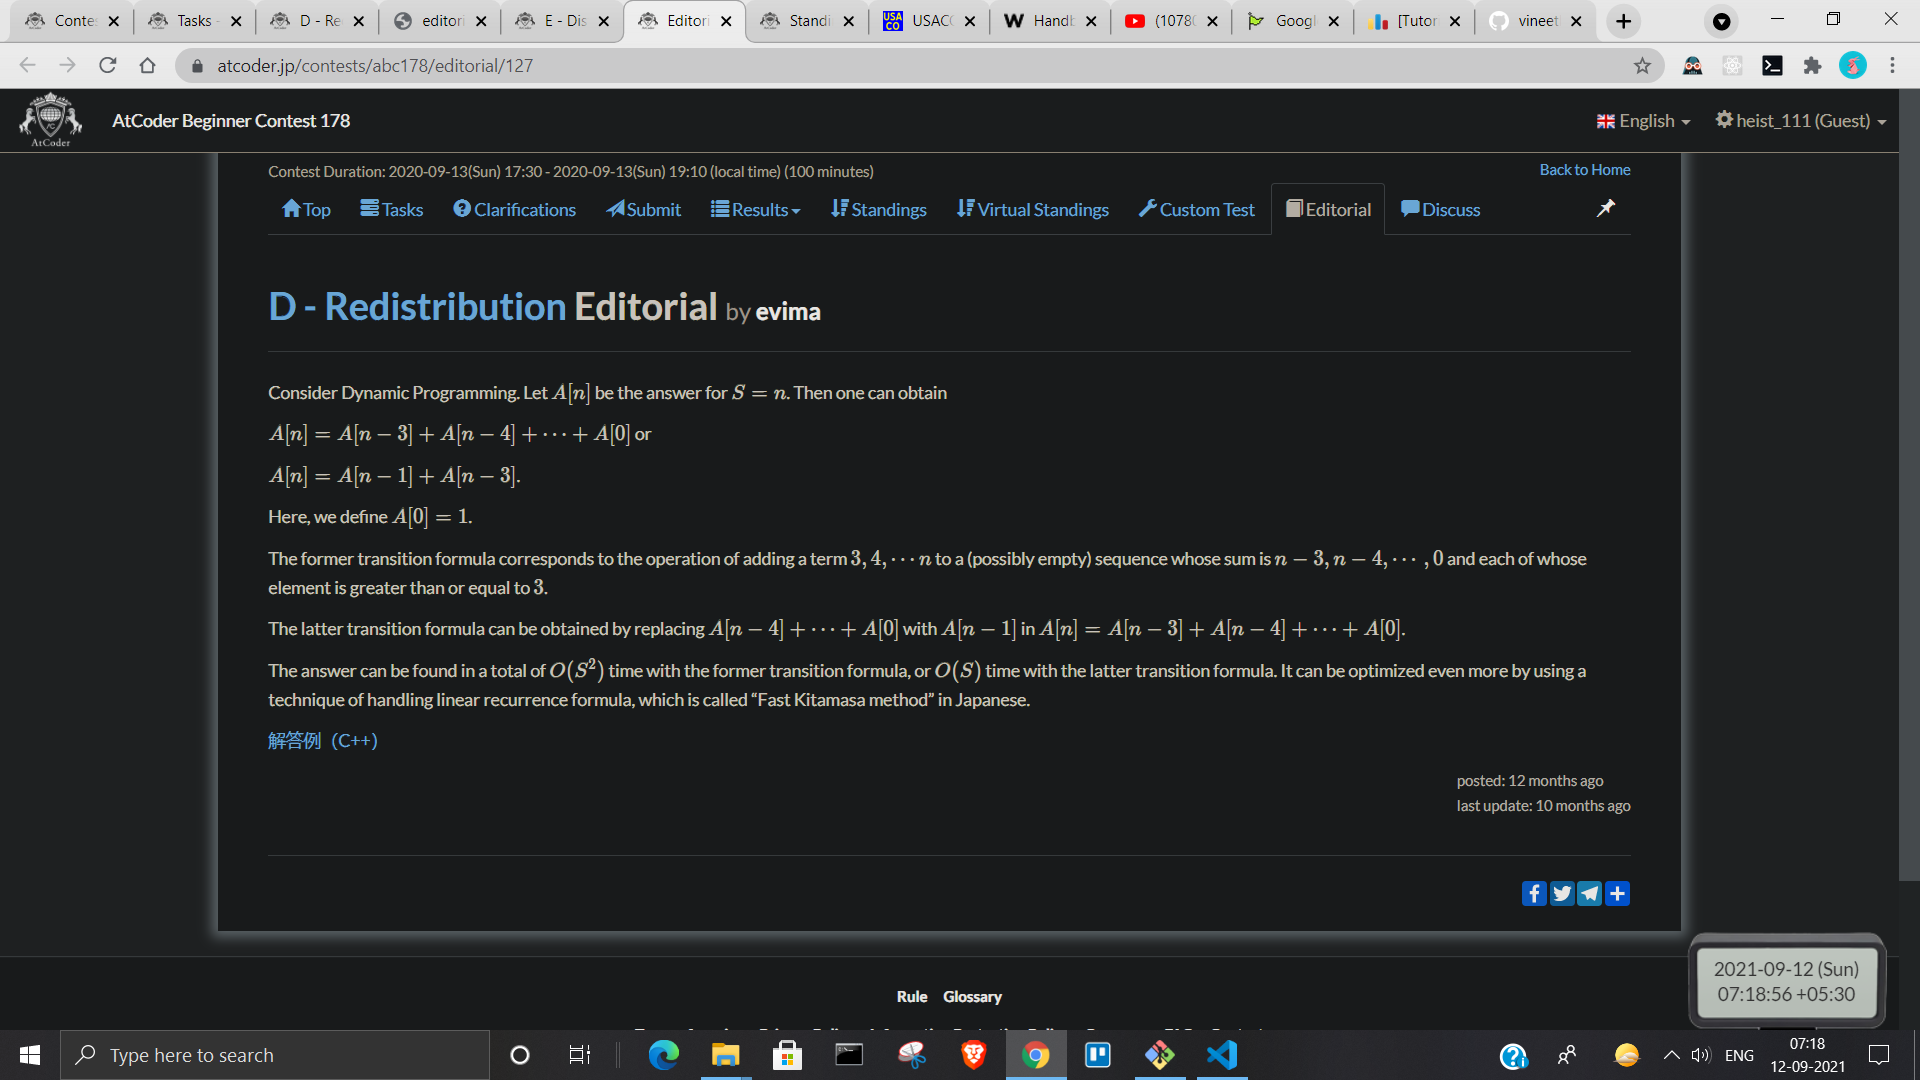 Conte
Tasks
D - Re
editori
E - Dis
Editori
Standi
USACO
USACC
W Handb
(1078(
Googl
[Tutor
vineet
atcoder.jp/contests/abc178/editorial/127
AtCoder
AtCoder Beginner Contest 178
English
heist_111 (Guest)
Contest Duration: 2020-09-13(Sun) 17:30 - 2020-09-13(Sun) 19:10 (local time) (100 minutes)
Back to Home
Top
Tasks
Clarifications
Submit
Results
Standings
Virtual Standings
Custom Test
Editorial
Discuss
D - Redistribution Editorial by evima
Consider Dynamic Programming. Let A[n] be the answer for S = n. Then one can obtain
A[n] = A[n − 3] + A[n − 4] + ⋯ + A[0] or
A[n] = A[n − 1] + A[n − 3].
Here, we define A[0] = 1.
The former transition formula corresponds to the operation of adding a term 3, 4, ⋯ n to a (possibly empty) sequence whose sum is n − 3, n − 4, ⋯ , 0 and each of whose
element is greater than or equal to 3.
The latter transition formula can be obtained by replacing A[n − 4] + ⋯ + A[0] with A[n − 1] in A[n] = A[n − 3] + A[n − 4] + ⋯ + A[0].
The answer can be found in a total of O(S²) time with the former transition formula, or O(S) time with the latter transition formula. It can be optimized even more by using a
technique of handling linear recurrence formula, which is called “Fast Kitamasa method” in Japanese.
解答例（C++）
posted: 12 months ago
last update: 10 months ago
2021-09-12 (Sun)
07:18:56 +05:30
Rule
Glossary
Type here to search
ENG
07:18
12-09-2021